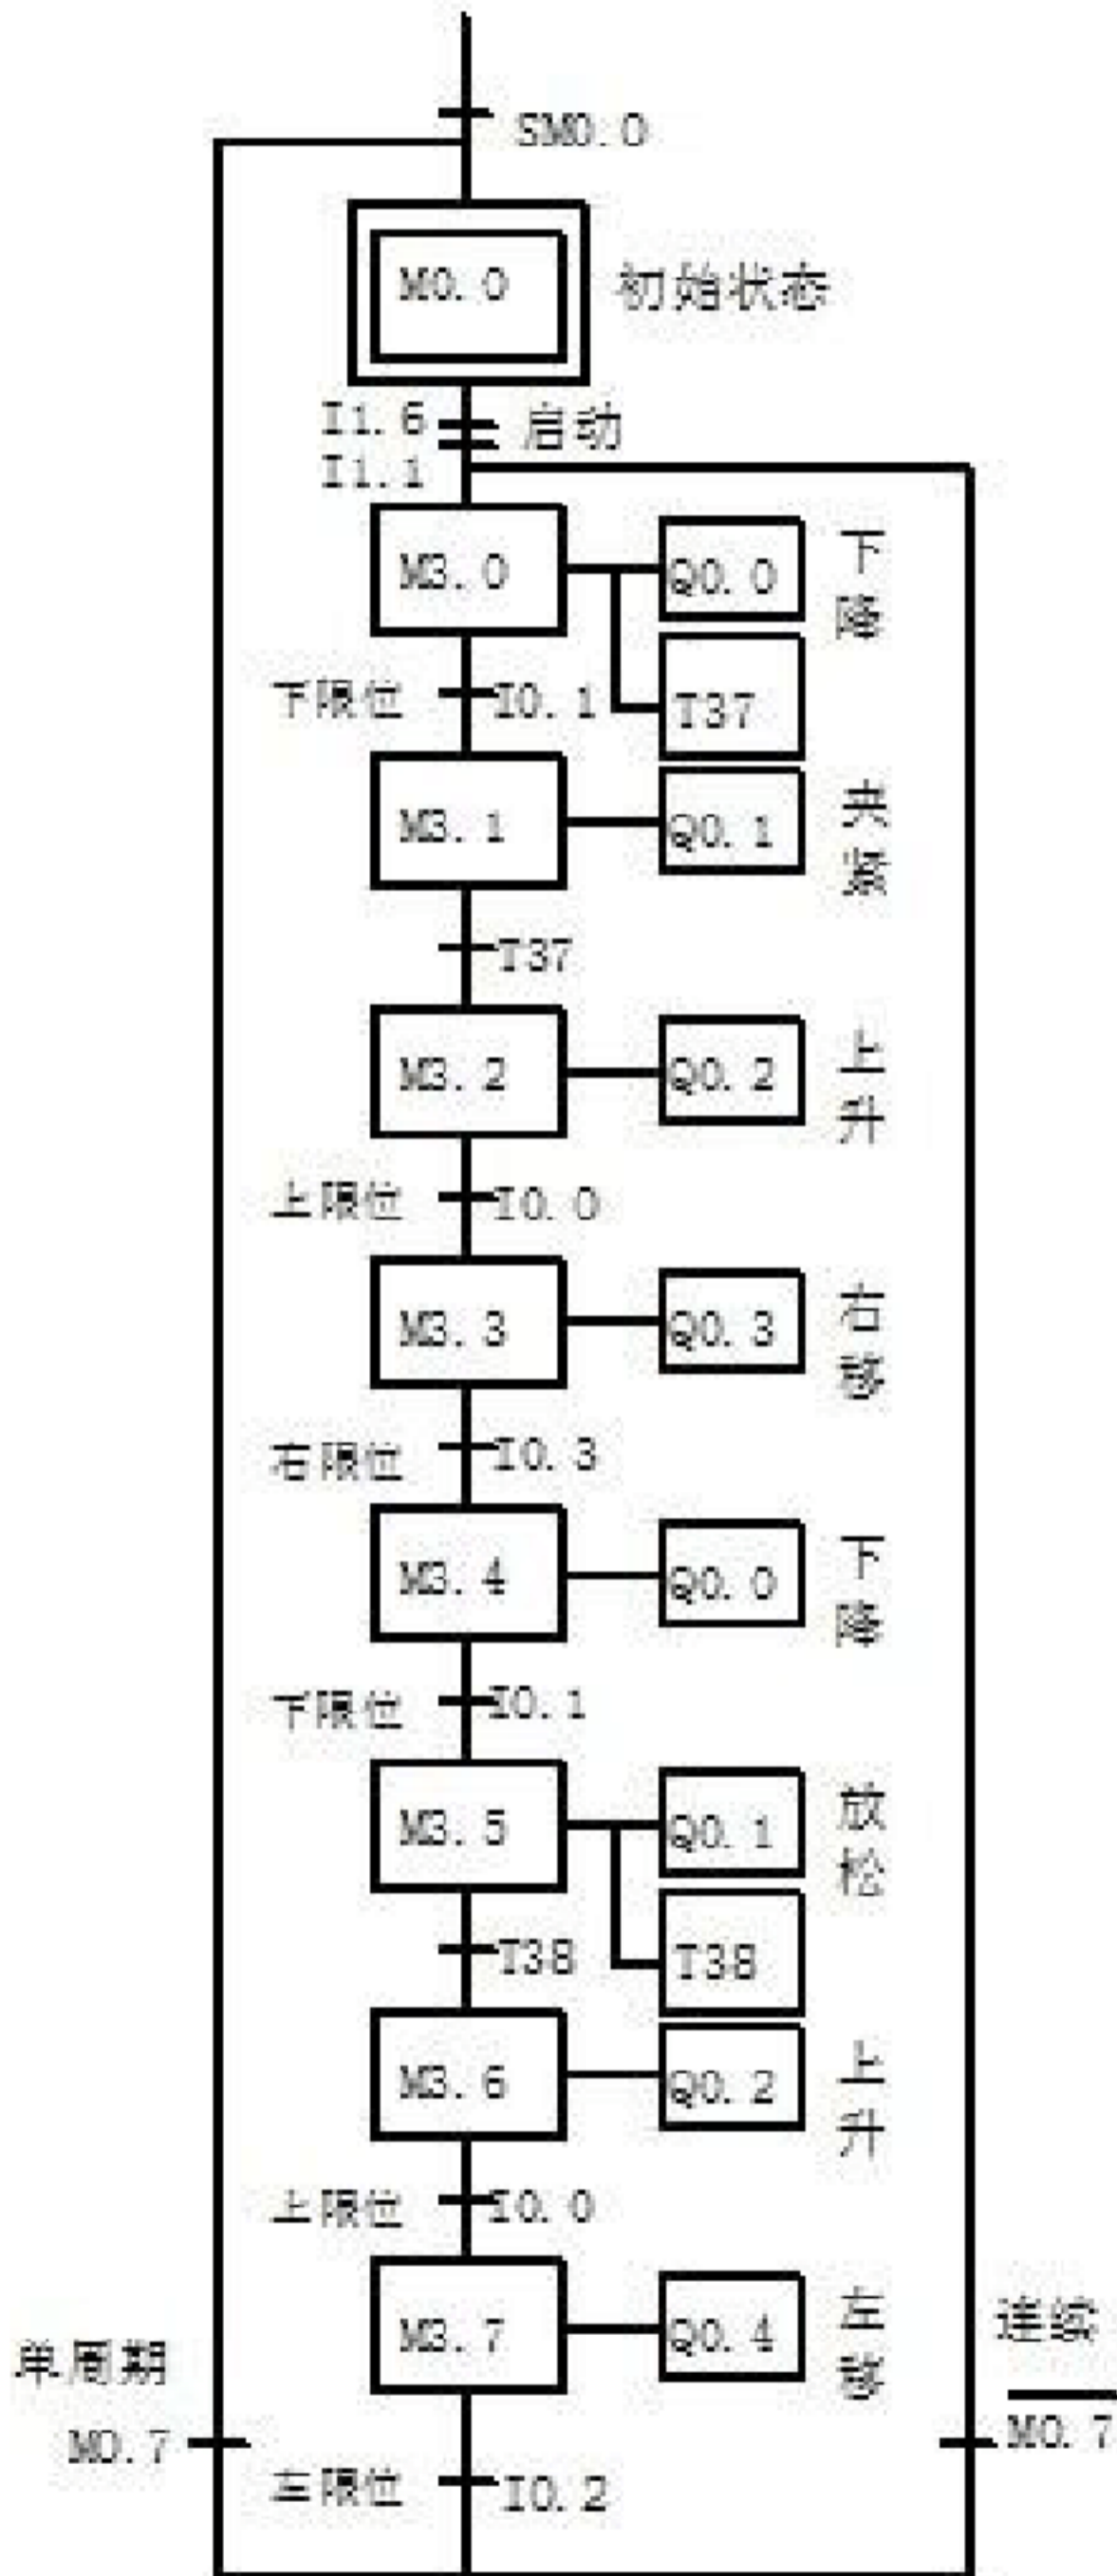 SM0.0
M0.0
初始状态
I1.6
启动
I1.1
M3.0
Q0.0
下降
下限位
I0.1
T37
M3.1
Q0.1
夹紧
T37
M3.2
Q0.2
上升
上限位
I0.0
M3.3
Q0.3
右移
右限位
I0.3
M3.4
Q0.0
下降
下限位
I0.1
M3.5
Q0.1
放松
T38
T38
M3.6
Q0.2
上升
上限位
I0.0
M3.7
Q0.4
左移
单周期
连续
M0.7
M0.7
左限位
I0.2